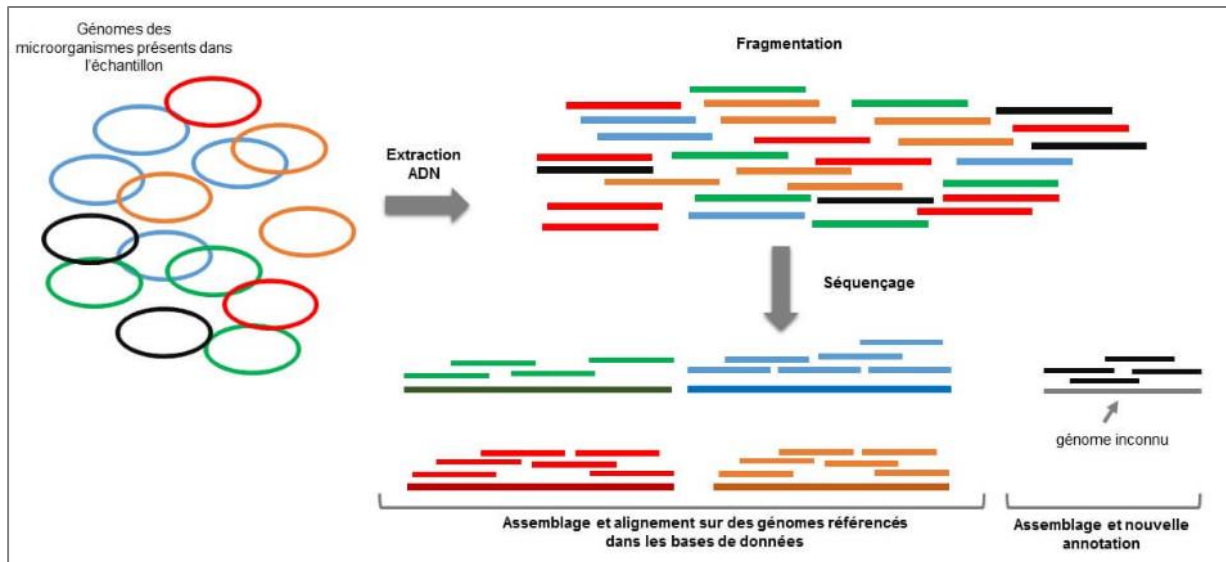 Génomes des
microorganismes présents dans
l'échantillon
Fragmentation
Extraction
ADN
Séquençage
génome inconnu
Assemblage et alignement sur des génomes référencés
dans les bases de données
Assemblage et nouvelle
annotation